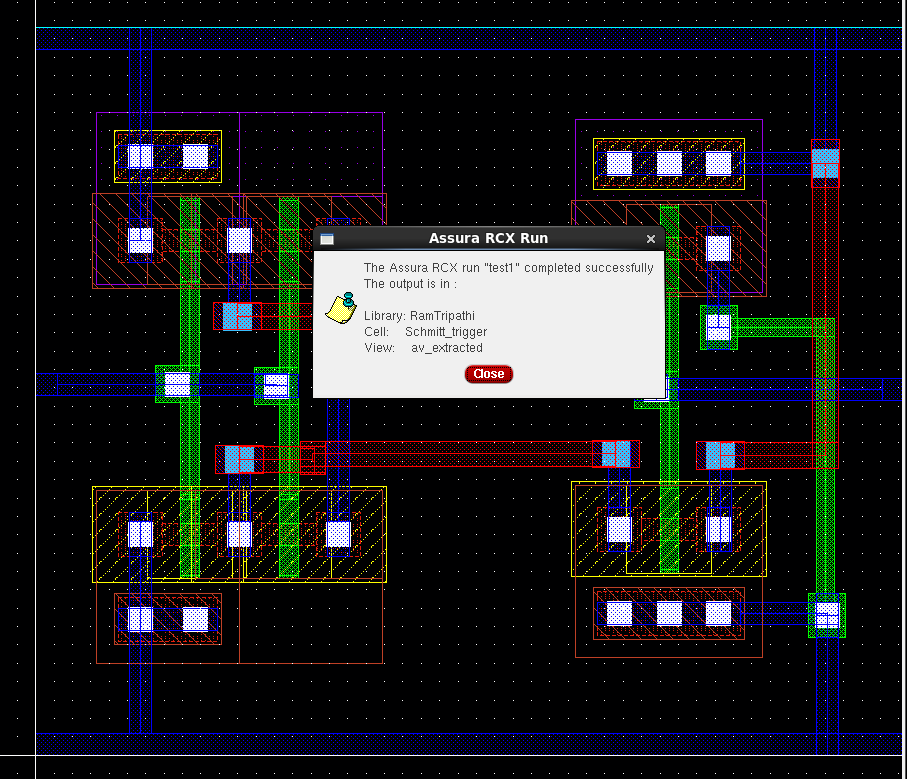 Assura RCX Run
The Assura RCX run "test1" completed successfully
The output is in :
Library: RamTripathi
Cell: Schmitt_trigger
View: av_extracted
Close